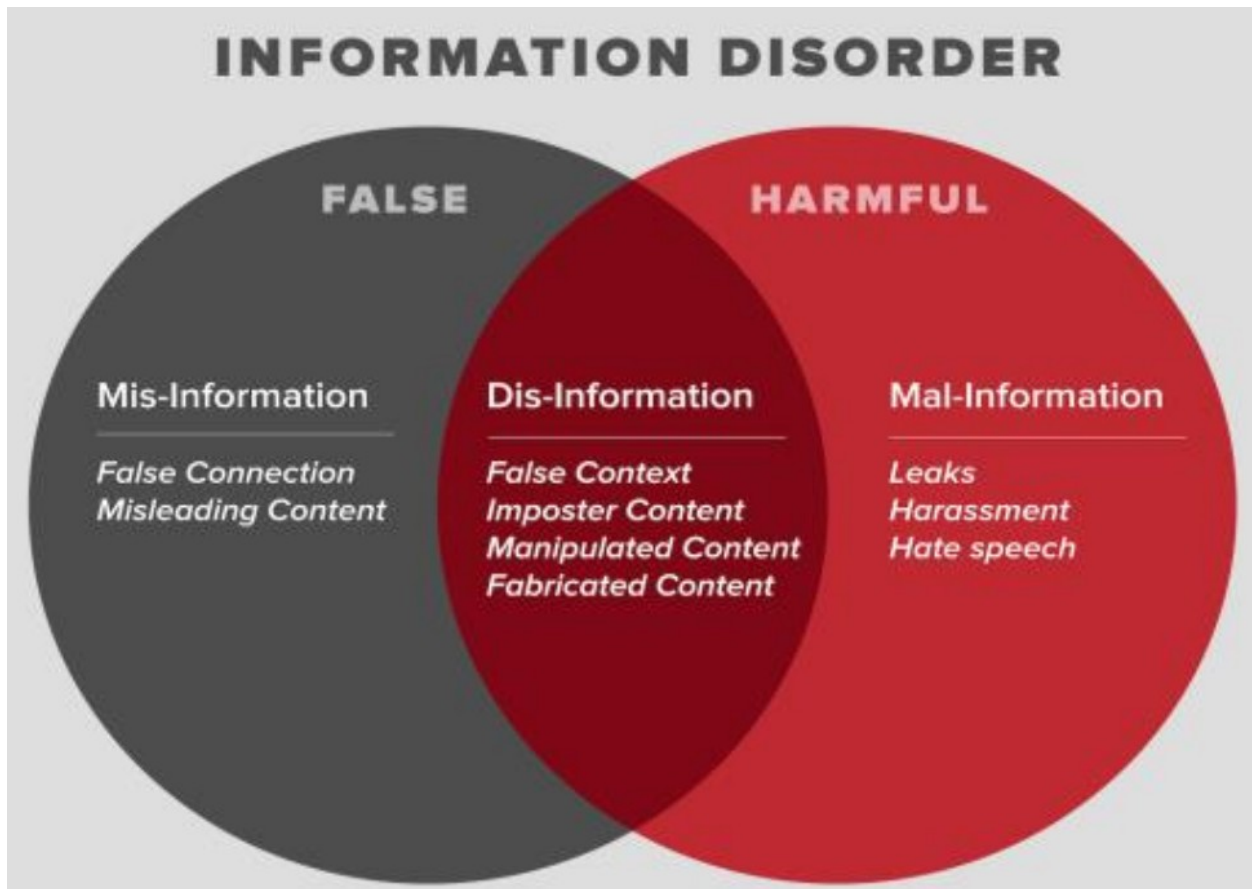 INFORMATION DISORDER
FALSE
HARMFUL
Mis-Information
False Connection
Misleading Content
Dis-Information
False Context
Imposter Content
Manipulated Content
Fabricated Content
Mal-Information
Leaks
Harassment
Hate speech